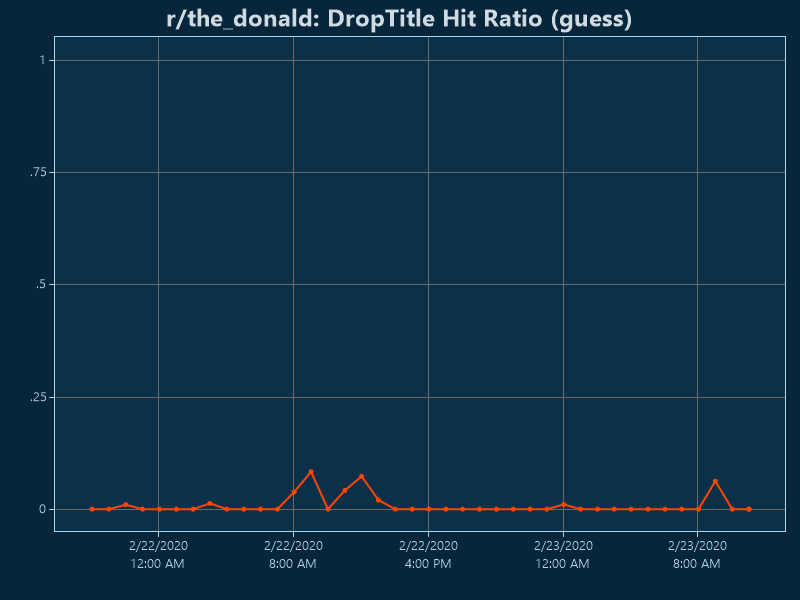 r/the_donald: DropTitle Hit Ratio (guess)
1
.75
.5
.25
0
2/22/2020 2/22/2020 2/22/2020 2/23/2020 2/23/2020
12:00 AM 8:00 AM 4:00 PM 12:00 AM 8:00 AM